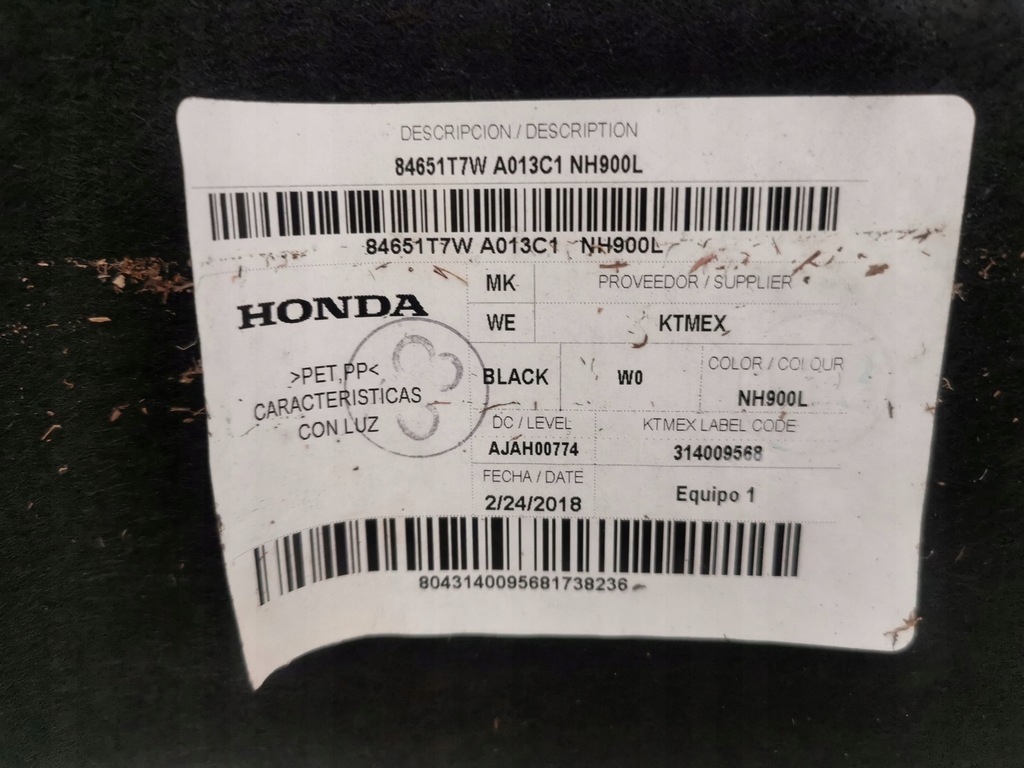 DESCRIPCION / DESCRIPTION
84651T7W A013C1 NH900L
84651T7W A013C1 NH900L
HONDA
MK
PROVEEDOR / SUPPLIER
WE
KTMEX
>PET,PP<
CARACTERISTICAS
CON LUZ
BLACK
W0
COLOR / COLOUR
NH900L
DC / LEVEL
KTMEX LABEL CODE
AJAH00774
314009568
FECHA / DATE
2/24/2018
Equipo 1
8043140095681738236